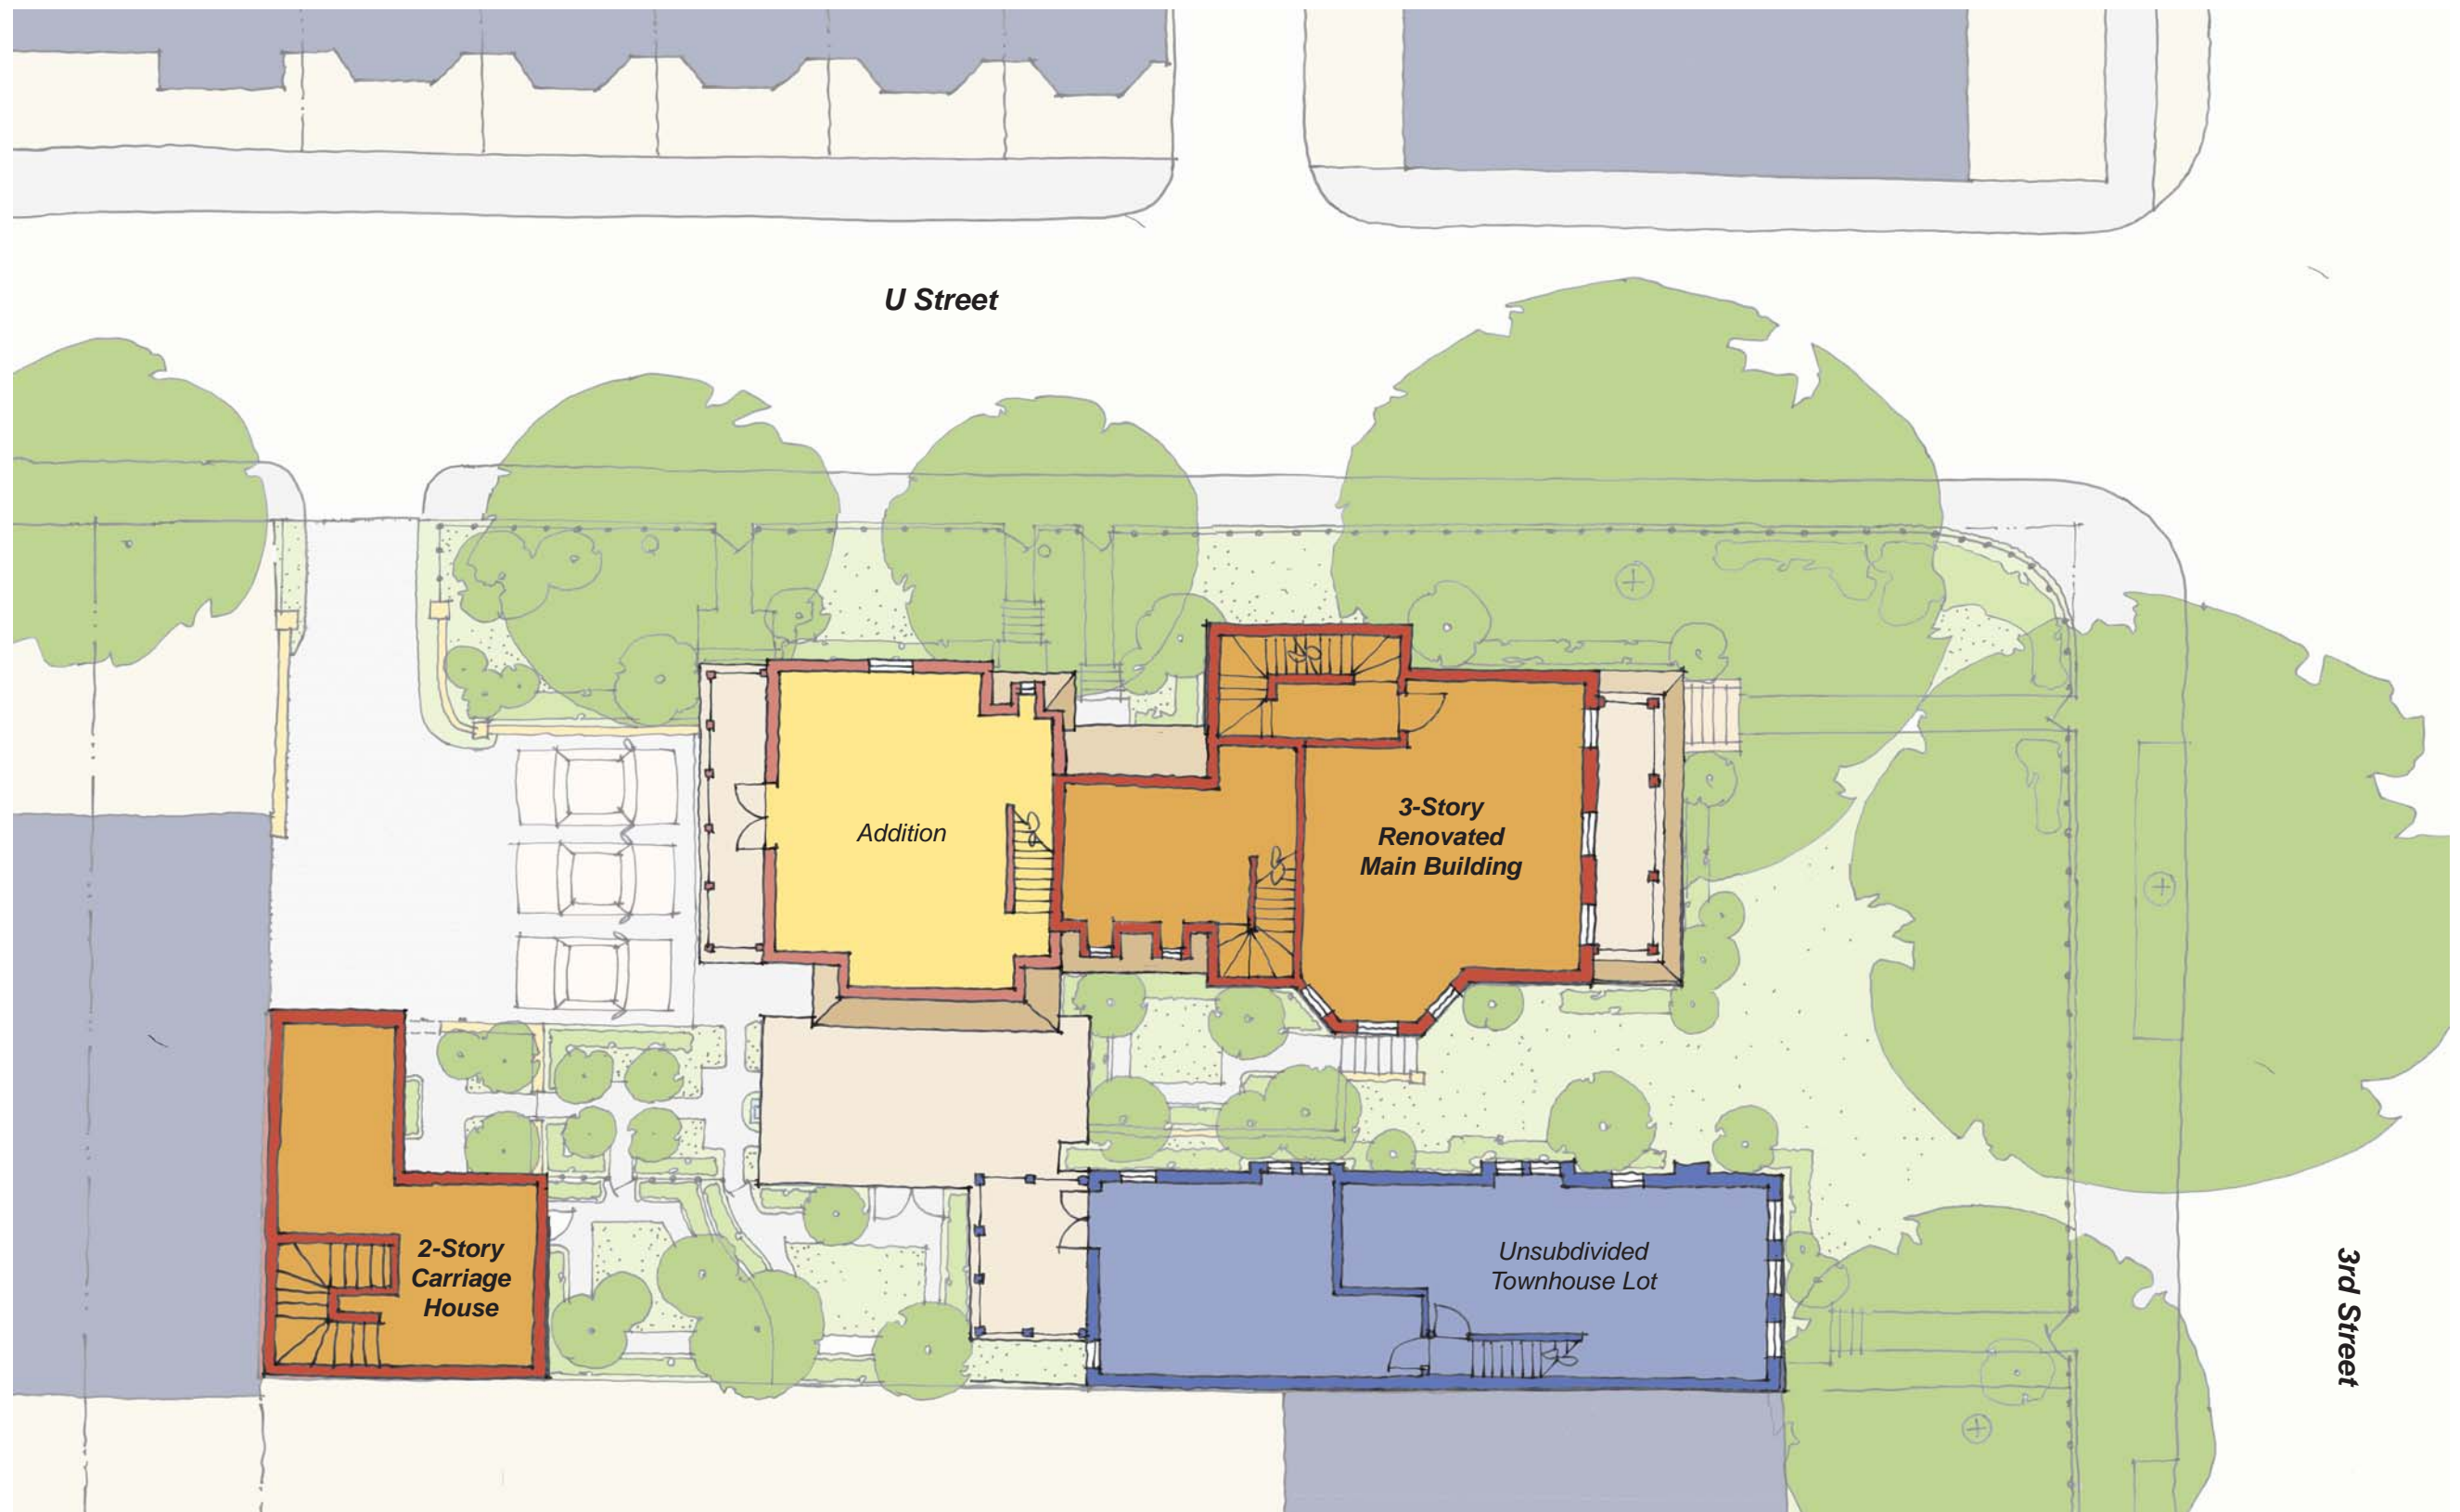 U Street
Addition
3-Story
Renovated
Main Building
2-Story
Carriage
House
Unsubdivided
Townhouse Lot
3rd Street